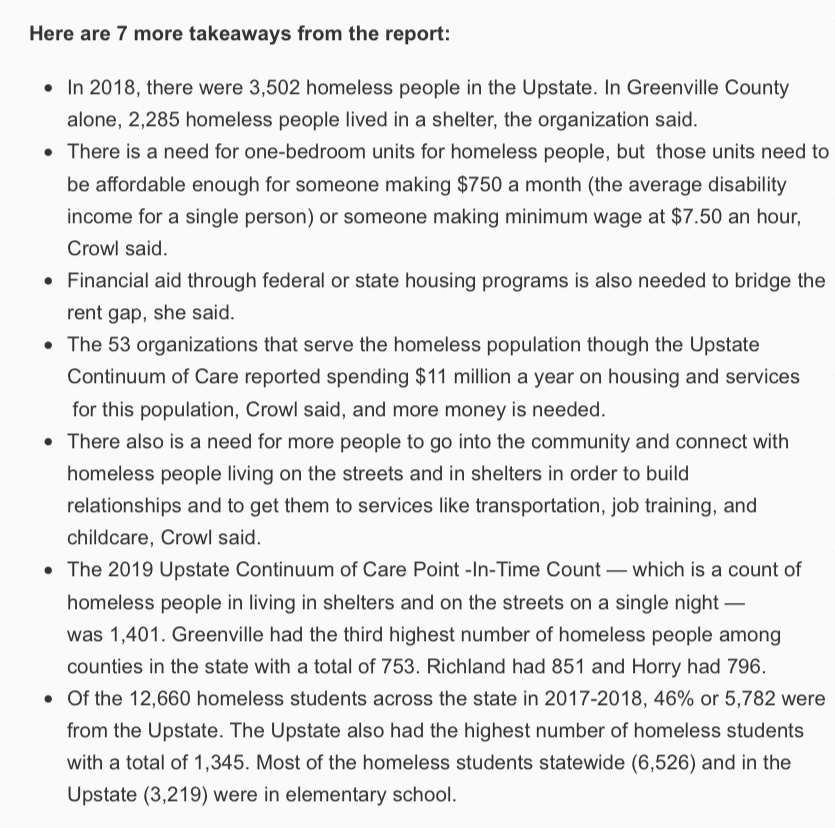 Here are 7 more takeaways from the report:
• In 2018, there were 3,502 homeless people in the Upstate. In Greenville County
alone, 2,285 homeless people lived in a shelter, the organization said.
• There is a need for one-bedroom units for homeless people, but  those units need to
be affordable enough for someone making $750 a month (the average disability
income for a single person) or someone making minimum wage at $7.50 an hour,
Crowl said.
• Financial aid through federal or state housing programs is also needed to bridge the
rent gap, she said.
• The 53 organizations that serve the homeless population though the Upstate
Continuum of Care reported spending $11 million a year on housing and services
for this population, Crowl said, and more money is needed.
• There also is a need for more people to go into the community and connect with
homeless people living on the streets and in shelters in order to build
relationships and to get them to services like transportation, job training, and
childcare, Crowl said.
• The 2019 Upstate Continuum of Care Point -In-Time Count — which is a count of
homeless people in living in shelters and on the streets on a single night —
was 1,401. Greenville had the third highest number of homeless people among
counties in the state with a total of 753. Richland had 851 and Horry had 796.
• Of the 12,660 homeless students across the state in 2017-2018, 46% or 5,782 were
from the Upstate. The Upstate also had the highest number of homeless students
with a total of 1,345. Most of the homeless students statewide (6,526) and in the
Upstate (3,219) were in elementary school.